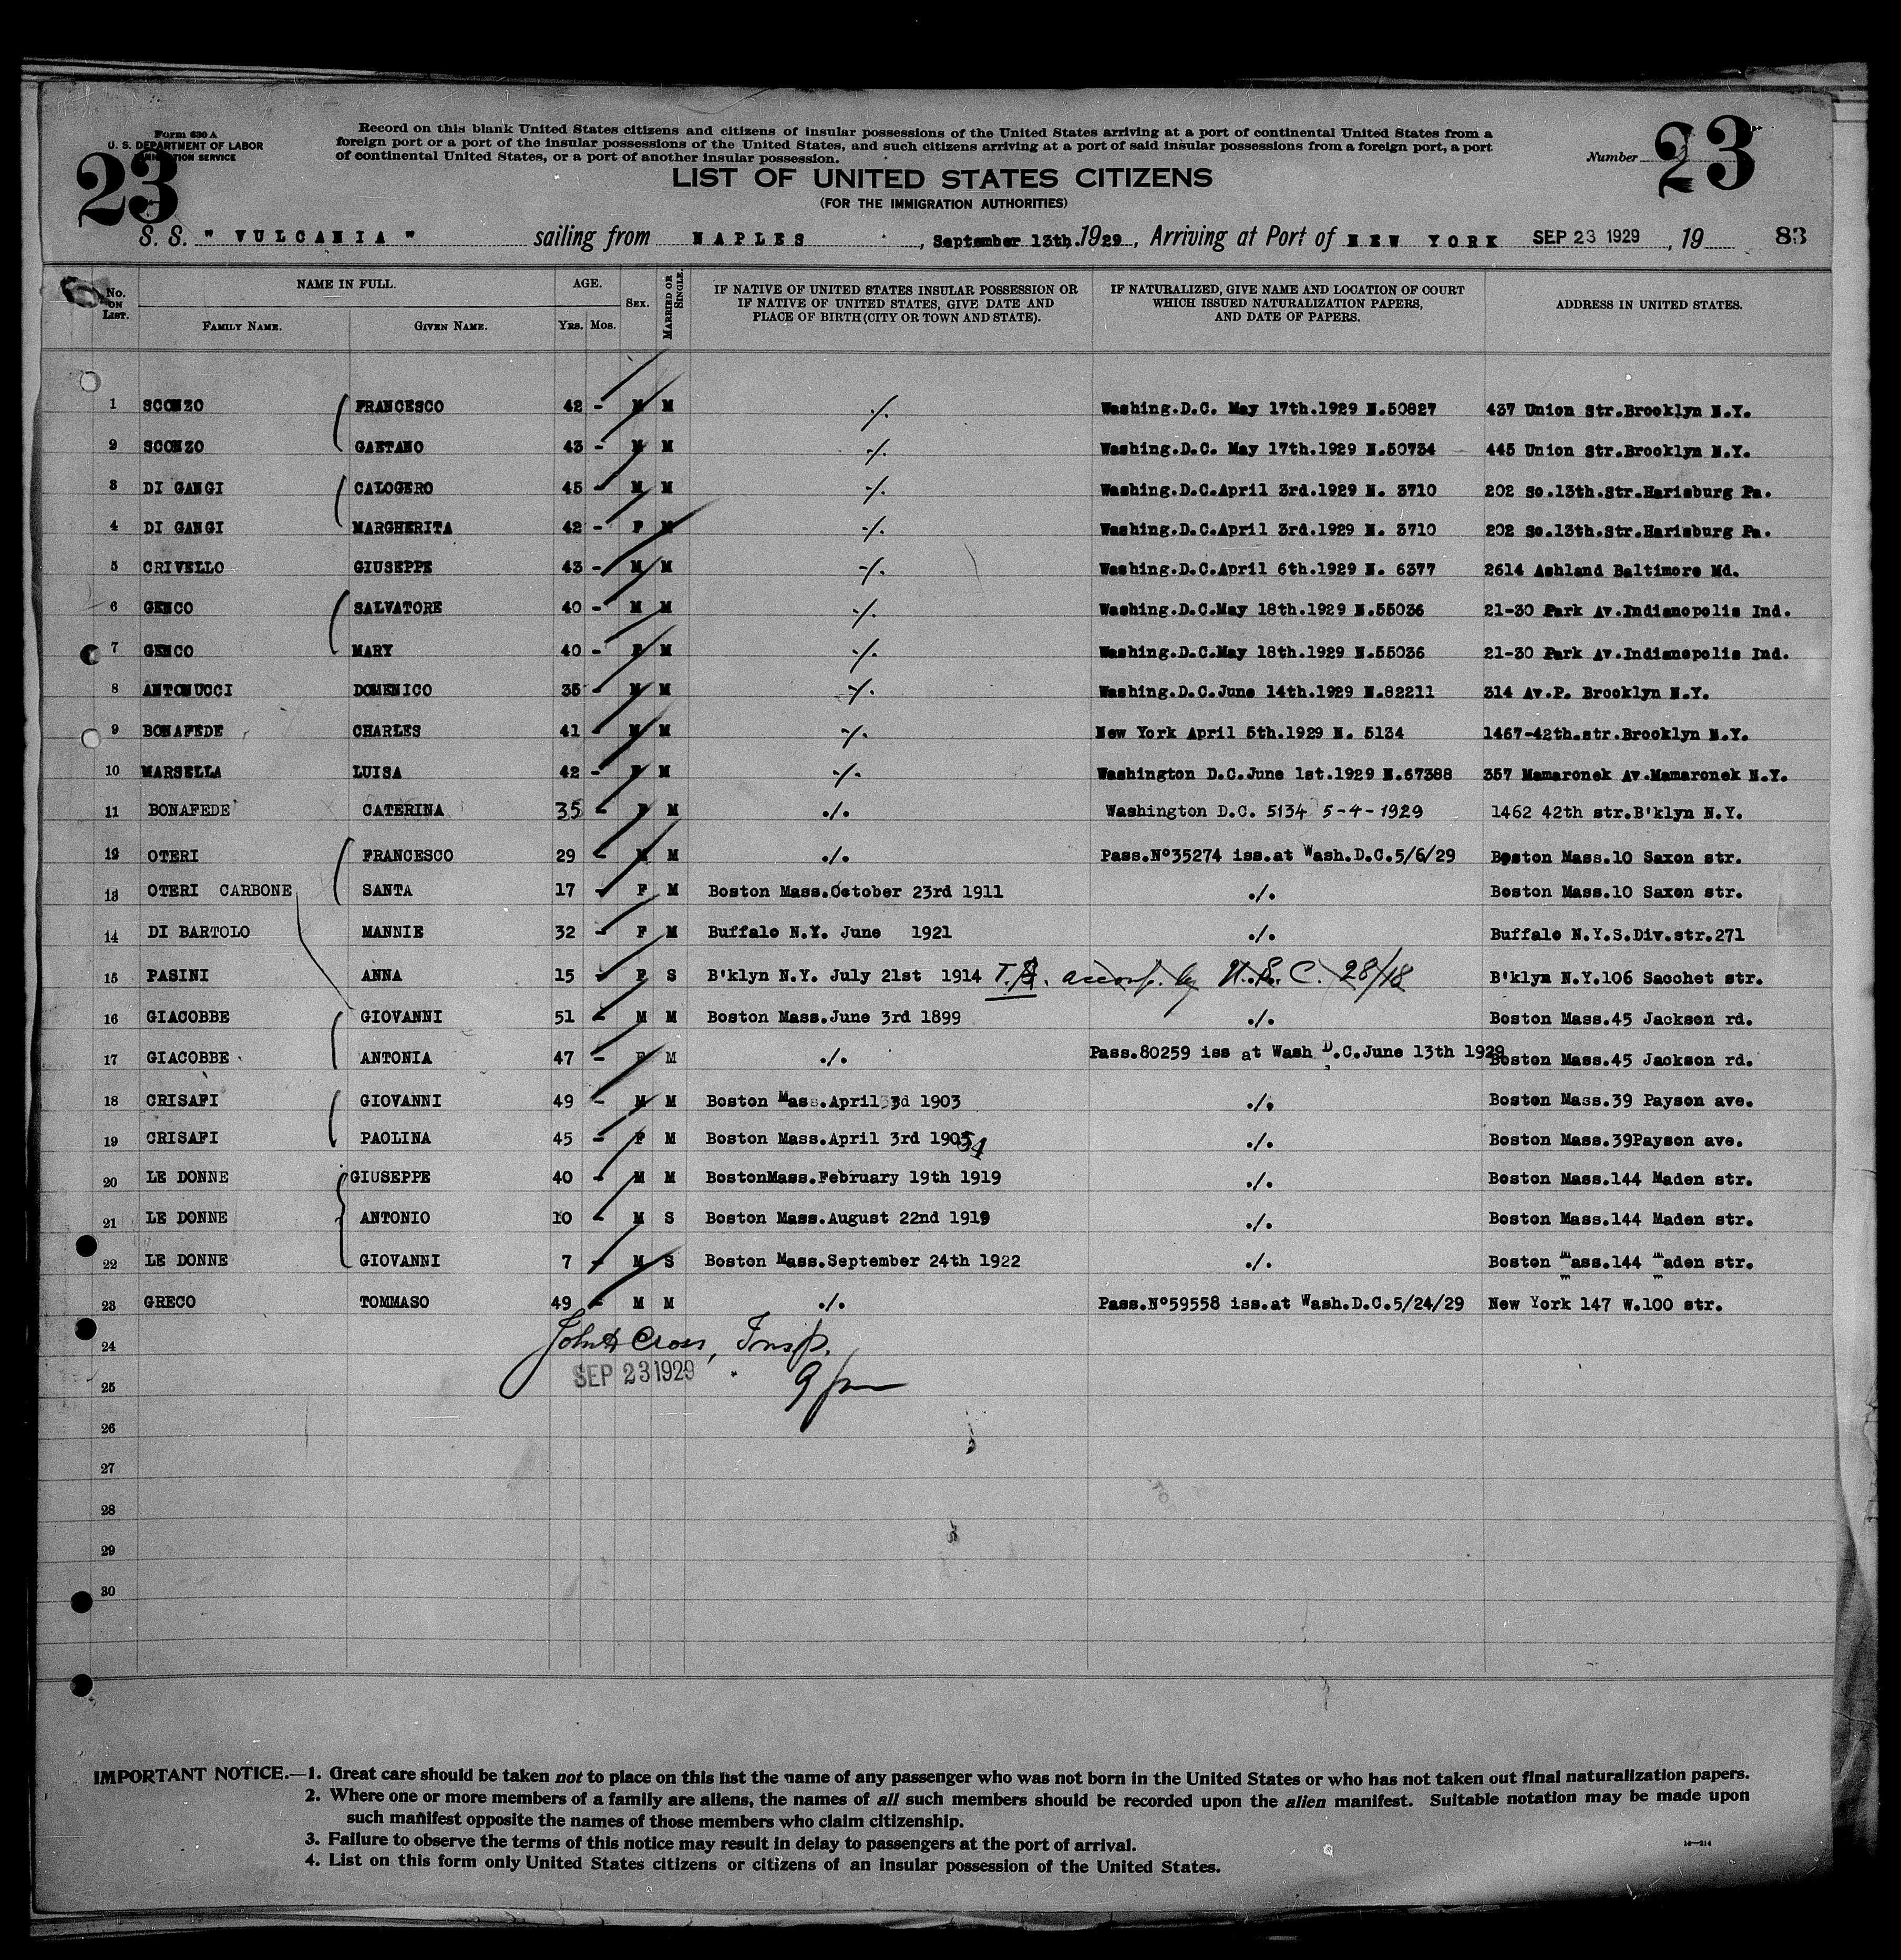 Form 630 A
U. S. DEPARTMENT OF LABOR
IMMIGRATION SERVICE
23
Record on this blank United States citizens and citizens of insular possessions of the United States arriving at a port of continental United States from a
foreign port or a port of the insular possessions of the United States, and such citizens arriving at a port of said insular possessions from a foreign port, a port
of continental United States, or a port of another insular possession.
Number 23
LIST OF UNITED STATES CITIZENS
(FOR THE IMMIGRATION AUTHORITIES)
S. S. " VULCANIA " sailing from NAPLES , September 13th. 1929 , Arriving at Port of NEW YORK SEP 23 1929 , 19 83
No. on List. NAME IN FULL. AGE. Sex. Married or Single. IF NATIVE OF UNITED STATES INSULAR POSSESSION OR IF NATIVE OF UNITED STATES, GIVE DATE AND PLACE OF BIRTH (CITY OR TOWN AND STATE). IF NATURALIZED, GIVE NAME AND LOCATION OF COURT WHICH ISSUED NATURALIZATION PAPERS, AND DATE OF PAPERS. ADDRESS IN UNITED STATES.
Family Name. Given Name. Yrs. Mos.
1 SCONZO FRANCESCO 42 - M M ./. Washing.D.C. May 17th.1929 N.50827 437 Union Str.Brooklyn N.Y.
2 SCONZO GAETANO 43 - M M ./. Washing.D.C. May 17th.1929 N.50734 445 Union Str.Brooklyn N.Y.
3 DI GANGI CALOGERO 45 - M M ./. Washing.D.C.April 3rd.1929 N. 3710 202 So.13th.Str.Harisburg Pa.
4 DI GANGI MARGHERITA 42 - F M ./. Washing.D.C.April 3rd.1929 N. 3710 202 So.13th.Str.Harisburg Pa.
5 CRIVELLO GIUSEPPE 43 - M M ./. Washing.D.C.April 6th.1929 N. 6377 2614 Ashland Baltimore Md.
6 GENCO SALVATORE 40 - M M ./. Washing.D.C.May 18th.1929 N.55036 21-30 Park Av.Indianopolis Ind.
7 GENCO MARY 40 - F M ./. Washing.D.C.May 18th.1929 N.55036 21-30 Park Av.Indianopolis Ind.
8 ANTONUCCI DOMENICO 35 - M M ./. Washing.D.C.June 14th.1929 N.82211 314 Av.P. Brooklyn N.Y.
9 BONAFEDE CHARLES 41 - M M ./. New York April 5th.1929 N. 5134 1467-42th.str.Brooklyn N.Y.
10 MARSELLA LUISA 42 - F M ./. Washington D.C.June 1st.1929 N.67388 357 Mamaronek Av.Mamaronek N.Y.
11 BONAFEDE CATERINA 35 - F M ./. Washington D.C. 5134 5-4-1929 1462 42th str.B'klyn N.Y.
12 OTERI FRANCESCO 29 - M M ./. Pass.N°35274 iss.at Wash.D.C.5/6/29 Boston Mass.10 Saxon str.
13 OTERI CARBONE SANTA 17 - F M Boston Mass.October 23rd 1911 ./. Boston Mass.10 Saxon str.
14 DI BARTOLO MANNIE 32 - F M Buffalo N.Y. June 1921 ./. Buffalo N.Y.S.Div.str.271
15 PASINI ANNA 15 - F S B'klyn N.Y. July 21st 1914 accomp. by U.S.C. 28/18 B'klyn N.Y.106 Sacchet str.
16 GIACOBBE GIOVANNI 51 - M M Boston Mass.June 3rd 1899 ./. Boston Mass.45 Jackson rd.
17 GIACOBBE ANTONIA 47 - F M ./. Pass.80259 iss at Wash D.C.June 13th 1929 Boston Mass.45 Jackson rd.
18 CRISAFI GIOVANNI 49 - M M Boston Mass.April 3rd 1903 ./. Boston Mass.39 Payson ave.
19 CRISAFI PAOLINA 45 - F M Boston Mass.April 3rd ./. Boston Mass.39Payson ave.
20 LE DONNE GIUSEPPE 40 - M M BostonMass.February 19th 1919 ./. Boston Mass.144 Maden str.
21 LE DONNE ANTONIO 10 - M S Boston Mass.August 22nd 1919 ./. Boston Mass.144 Maden str.
22 LE DONNE GIOVANNI 7 - M S Boston Mass.September 24th 1922 ./. Boston Mass.144 Maden str.
23 GRECO TOMMASO 49 - M M ./. Pass.N°59558 iss.at Wash.D.C.5/24/29 New York 147 W.100 str.
24 John A Cross, Insp.
25 SEP 23 1929 9 pm
26
27
28
29
30
IMPORTANT NOTICE.—1. Great care should be taken not to place on this list the name of any passenger who was not born in the United States or who has not taken out final naturalization papers.
2. Where one or more members of a family are aliens, the names of all such members should be recorded upon the alien manifest. Suitable notation may be made upon
such manifest opposite the names of those members who claim citizenship.
3. Failure to observe the terms of this notice may result in delay to passengers at the port of arrival.
4. List on this form only United States citizens or citizens of an insular possession of the United States.
14—214